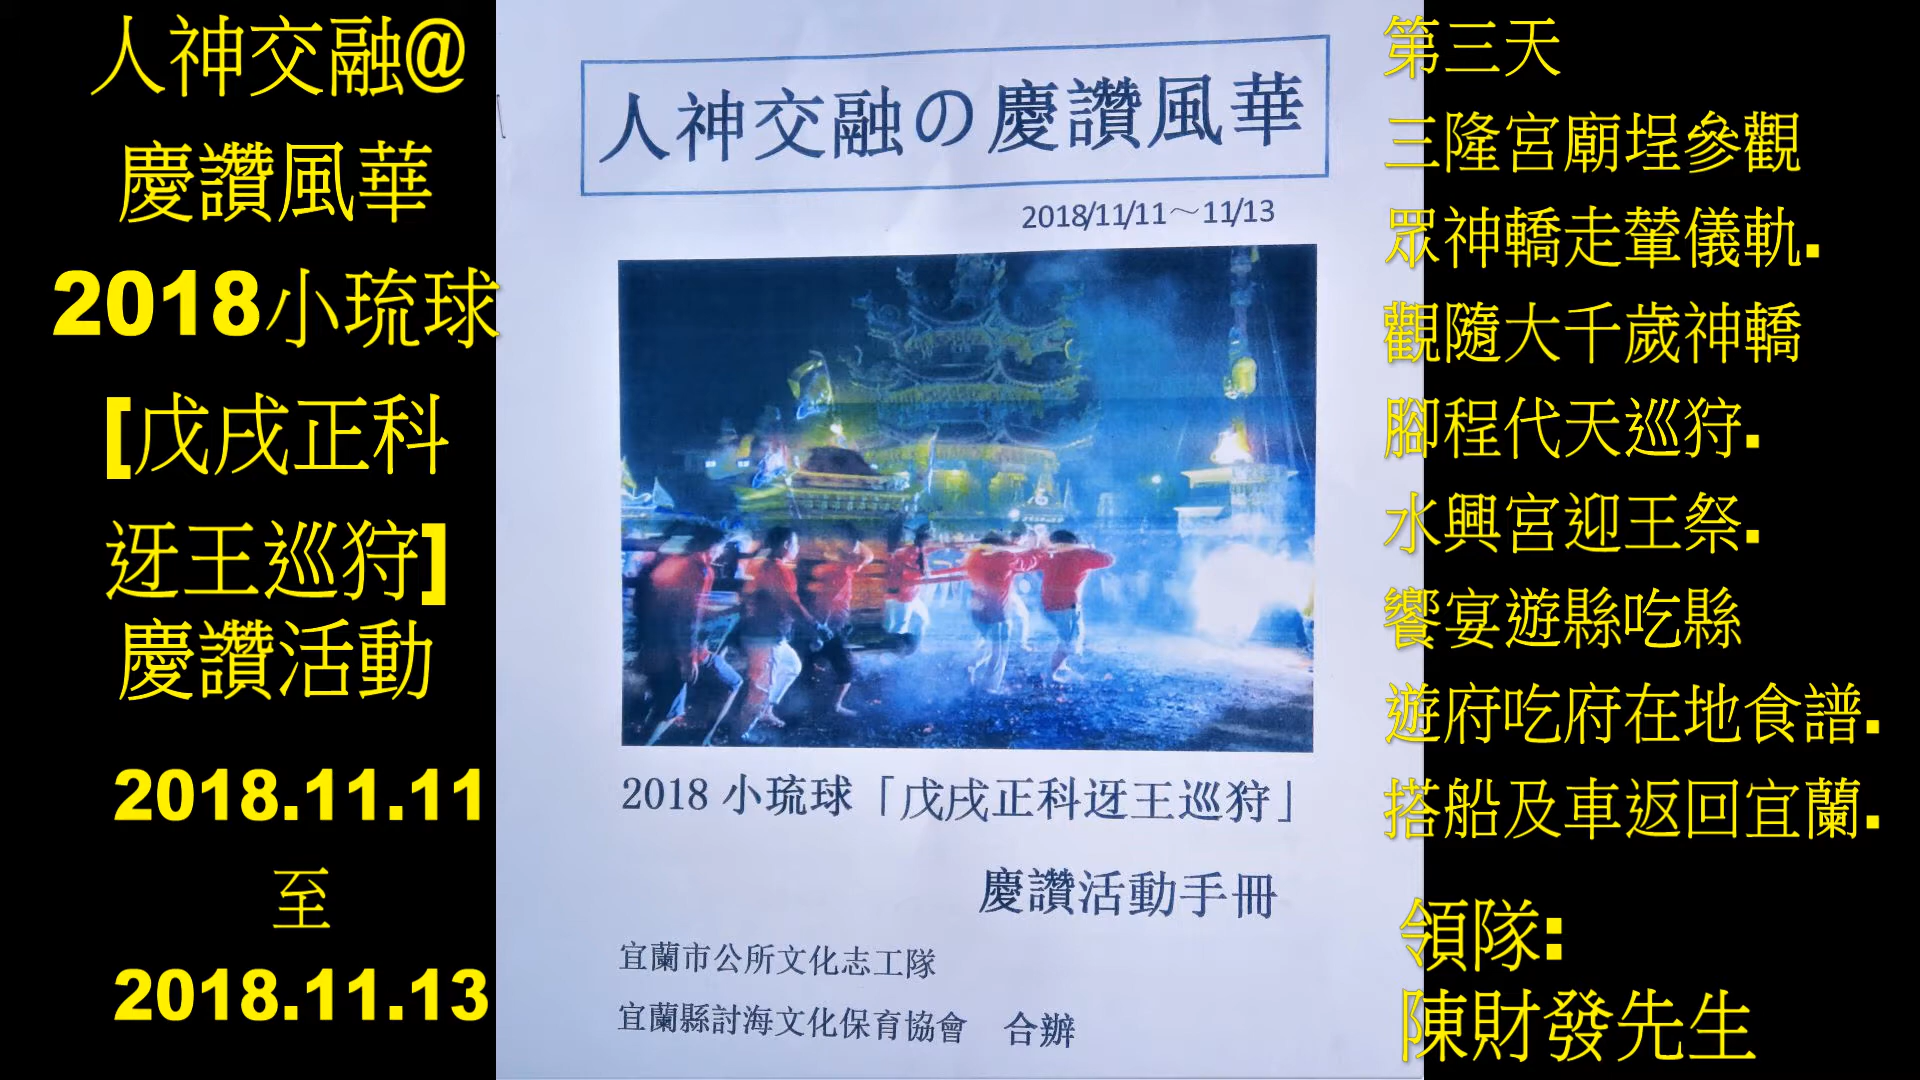 人神交融@
慶讚風華
2018小琉球
[戊戌正科
迓王巡狩]
慶讚活動
2018.11.11
至
2018.11.13
人神交融の慶讚風華
2018/11/11～11/13
2018 小琉球「戊戌正科迓王巡狩」
慶讚活動手冊
宜蘭市公所文化志工隊
宜蘭縣討海文化保育協會 合辦
第三天
三隆宮廟埕參觀
眾神轎走輦儀軌.
觀隨大千歲神轎
腳程代天巡狩.
水興宮迎王祭.
饗宴遊縣吃縣
遊府吃府在地食譜.
搭船及車返回宜蘭.
領隊:
陳財發先生